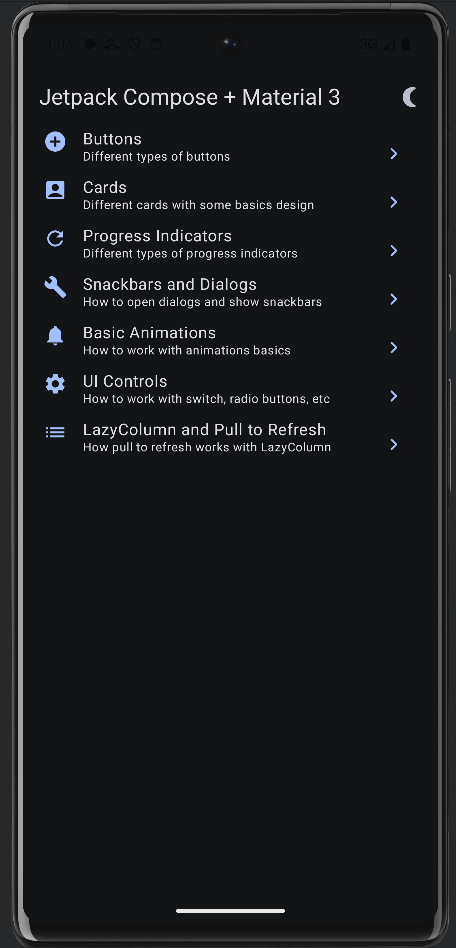 1:04
3G
Jetpack Compose + Material 3
Buttons
Different types of buttons
Cards
Different cards with some basics design
Progress Indicators
Different types of progress indicators
Snackbars and Dialogs
How to open dialogs and show snackbars
Basic Animations
How to work with animations basics
UI Controls
How to work with switch, radio buttons, etc
LazyColumn and Pull to Refresh
How pull to refresh works with LazyColumn